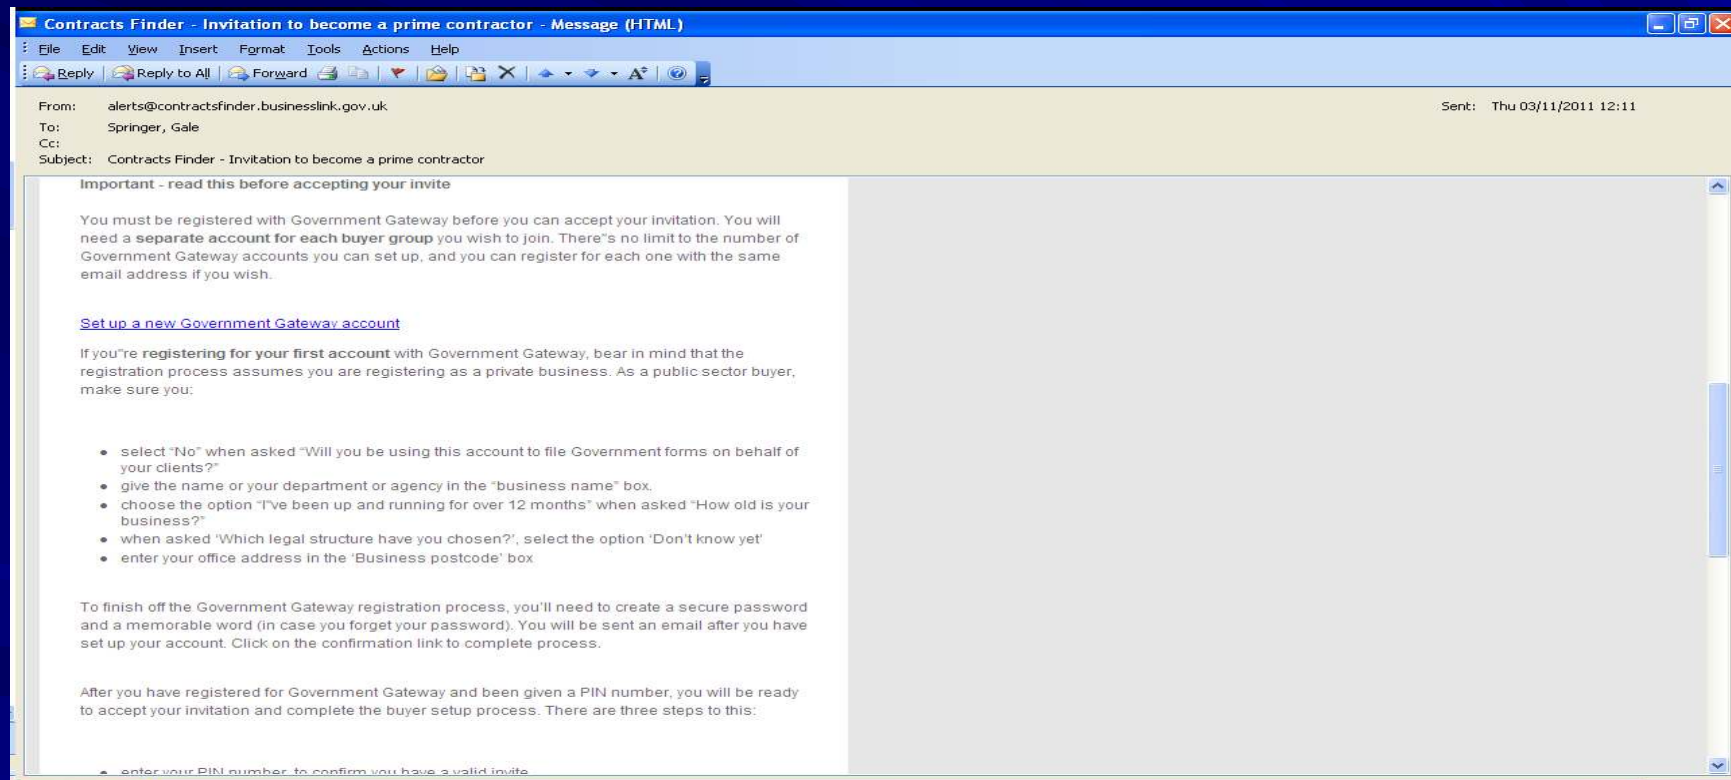 Contracts Finder - Invitation to become a prime contractor - Message (HTML)
File Edit View Insert Format Tools Actions Help
Reply Reply to All Forward
From: alerts@contractsfinder.businesslink.gov.uk Sent: Thu 03/11/2011 12:11
To: Springer, Gale
Cc:
Subject: Contracts Finder - Invitation to become a prime contractor
Important - read this before accepting your invite
You must be registered with Government Gateway before you can accept your invitation. You will
need a separate account for each buyer group you wish to join. There"s no limit to the number of
Government Gateway accounts you can set up, and you can register for each one with the same
email address if you wish.
Set up a new Government Gateway account
If you"re registering for your first account with Government Gateway, bear in mind that the
registration process assumes you are registering as a private business. As a public sector buyer,
make sure you:
• select “No” when asked “Will you be using this account to file Government forms on behalf of
your clients?”
• give the name or your department or agency in the “business name” box.
• choose the option “I"ve been up and running for over 12 months” when asked “How old is your
business?”
• when asked ‘Which legal structure have you chosen?’, select the option ‘Don’t know yet’
• enter your office address in the ‘Business postcode’ box
To finish off the Government Gateway registration process, you’ll need to create a secure password
and a memorable word (in case you forget your password). You will be sent an email after you have
set up your account. Click on the confirmation link to complete process.
After you have registered for Government Gateway and been given a PIN number, you will be ready
to accept your invitation and complete the buyer setup process. There are three steps to this:
• enter your PIN number, to confirm you have a valid invite